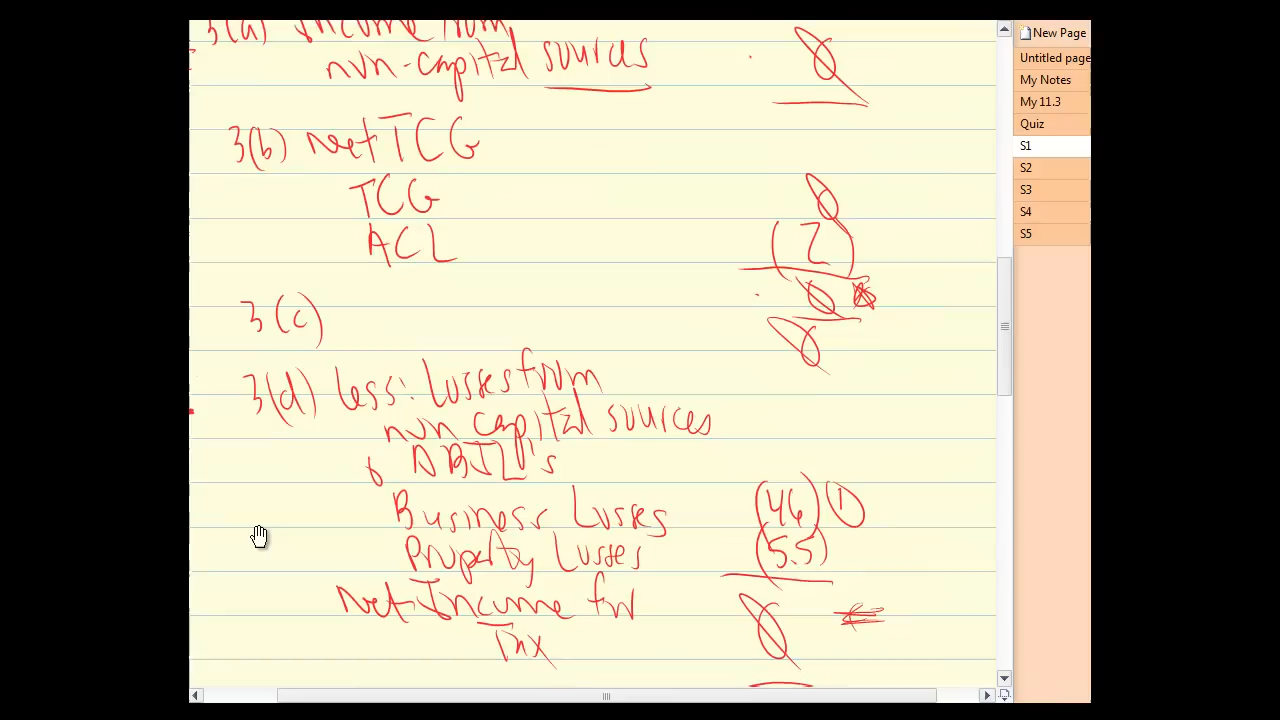 3(a) Income from
non-capital sources Ø
3(b) Net TCG
TCG Ø
ACL (2)
Ø
3(c) Ø
3(d) Less: Losses from
non capital sources
& ABIL's
Business Losses (46) ①
Property Losses (5.5)
Net Income for Ø
Tax
New Page
Untitled page
My Notes
My 11.3
Quiz
S1
S2
S3
S4
S5